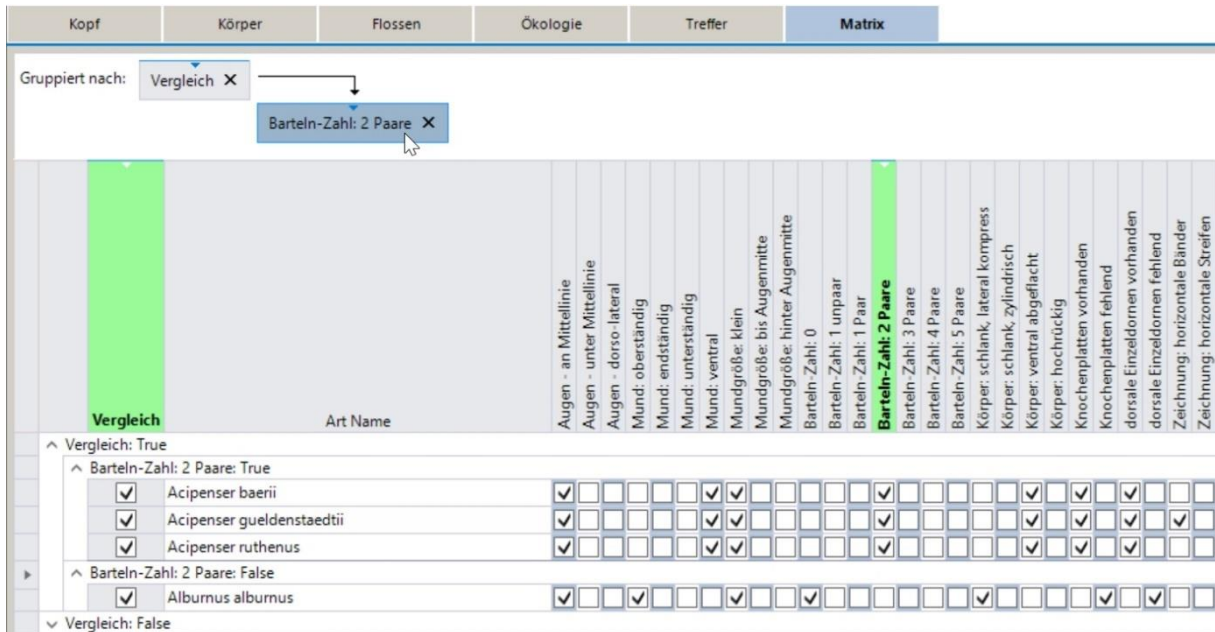 Kopf Körper Flossen Ökologie Treffer Matrix
Gruppiert nach: Vergleich ✕
Barteln-Zahl: 2 Paare ✕
Vergleich
Art Name
Augen - an Mittellinie
Augen - unter Mittellinie
Augen - dorso-lateral
Mund: oberständig
Mund: endständig
Mund: unterständig
Mund: ventral
Mundgröße: klein
Mundgröße: bis Augenmitte
Mundgröße: hinter Augenmitte
Barteln-Zahl: 0
Barteln-Zahl: 1 unpaar
Barteln-Zahl: 1 Paar
Barteln-Zahl: 2 Paare
Barteln-Zahl: 3 Paare
Barteln-Zahl: 4 Paare
Barteln-Zahl: 5 Paare
Körper: schlank, lateral kompress
Körper: schlank, zylindrisch
Körper: ventral abgeflacht
Körper: hochrückig
Knochenplatten vorhanden
Knochenplatten fehlend
dorsale Einzeldornen vorhanden
dorsale Einzeldornen fehlend
Zeichnung: horizontale Bänder
Zeichnung: horizontale Streifen
Vergleich: True
Barteln-Zahl: 2 Paare: True
Acipenser baerii
Acipenser gueldenstaedtii
Acipenser ruthenus
Barteln-Zahl: 2 Paare: False
Alburnus alburnus
Vergleich: False